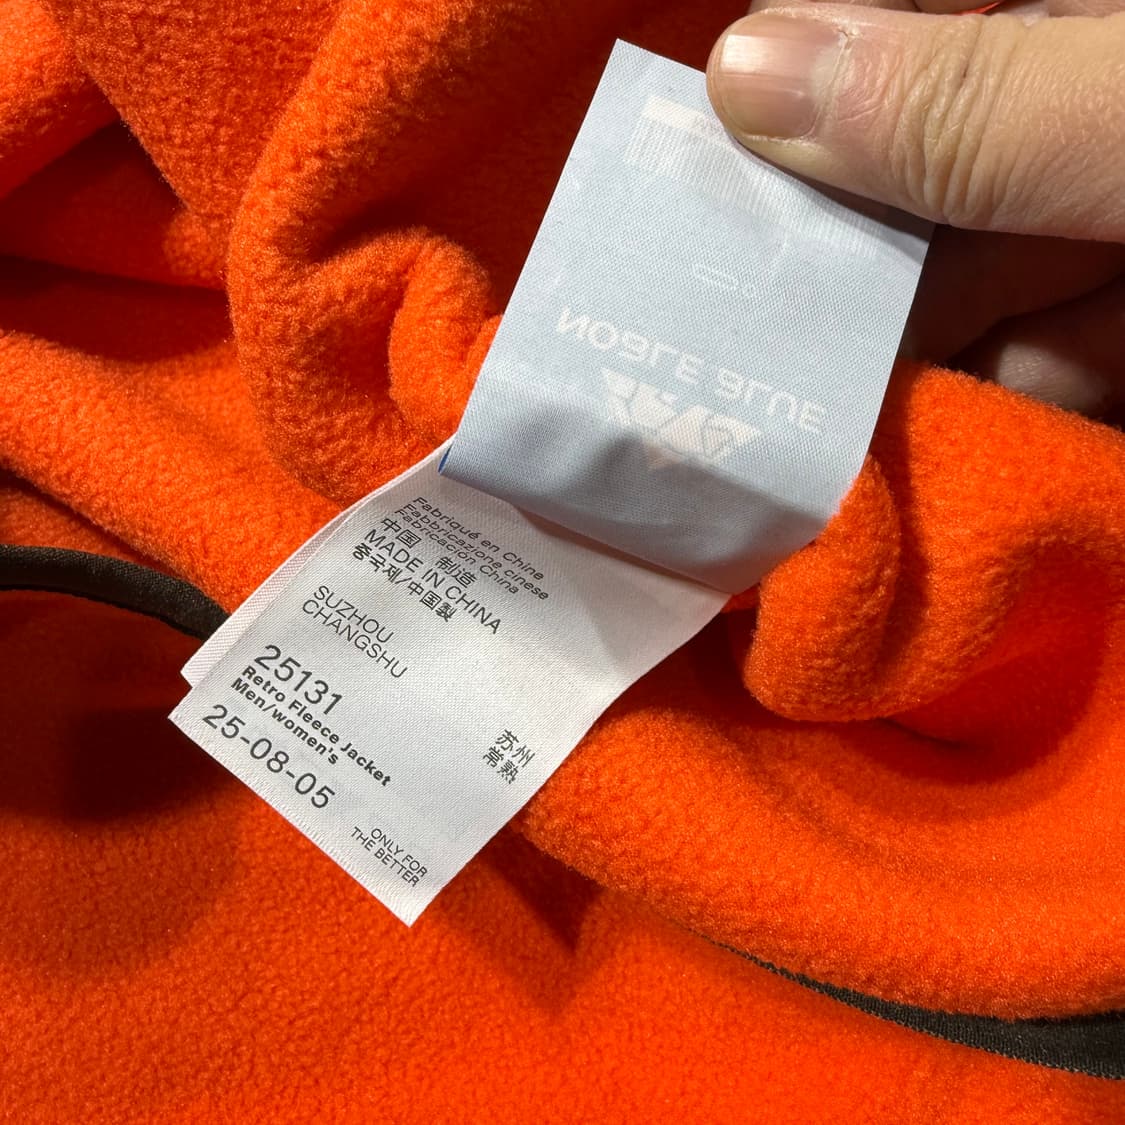 NOBLE BLUE
Fabriqué en Chine
Fabbricazione cinese
Fabricación China
中国 制造
MADE IN CHINA
중국제/中国製
SUZHOU
CHANGSHU
25131
Retro Fleece Jacket
Men/women's
25-08-05
苏州
常熟
ONLY FOR
THE BETTER